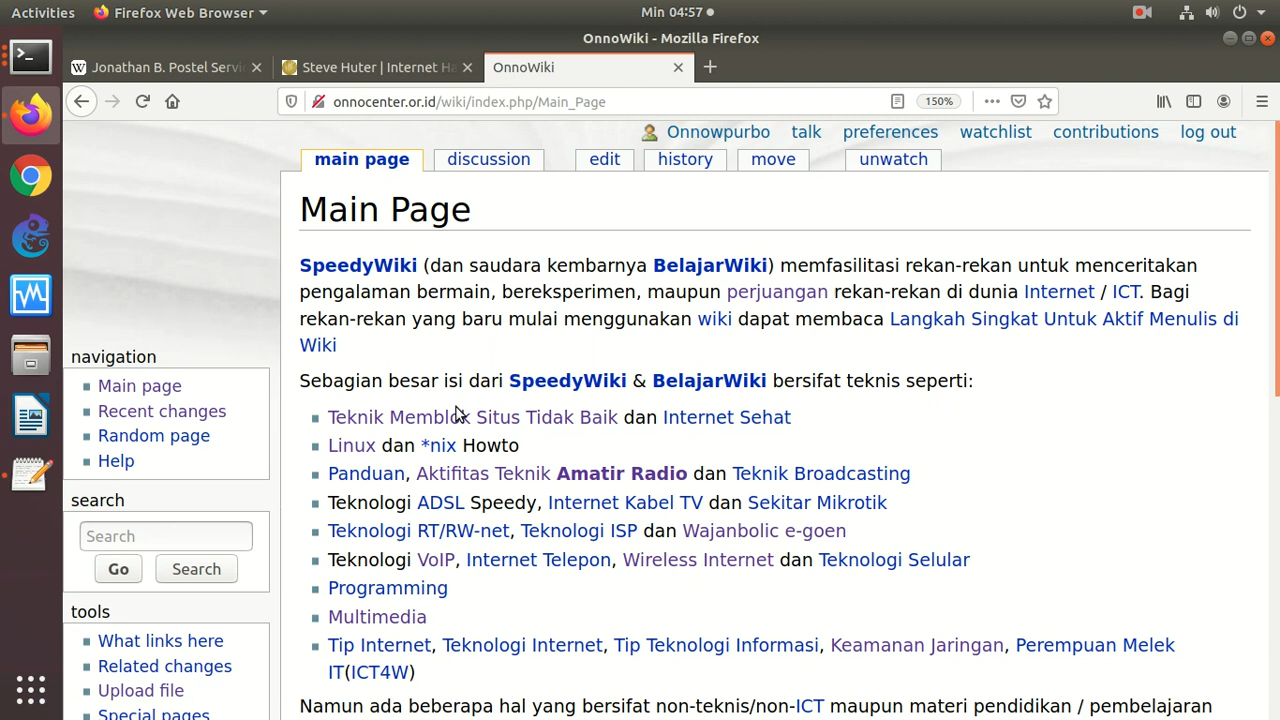 Activities Firefox Web Browser Min 04:57
OnnoWiki - Mozilla Firefox
Jonathan B. Postel Servi Steve Huter | Internet Ha OnnoWiki
onnocenter.or.id/wiki/index.php/Main_Page 150%
Onnowpurbo talk preferences watchlist contributions log out
main page discussion edit history move unwatch
Main Page
SpeedyWiki (dan saudara kembarnya BelajarWiki) memfasilitasi rekan-rekan untuk menceritakan
pengalaman bermain, bereksperimen, maupun perjuangan rekan-rekan di dunia Internet / ICT. Bagi
rekan-rekan yang baru mulai menggunakan wiki dapat membaca Langkah Singkat Untuk Aktif Menulis di
Wiki
Sebagian besar isi dari SpeedyWiki & BelajarWiki bersifat teknis seperti:
Teknik Memblok Situs Tidak Baik dan Internet Sehat
Linux dan *nix Howto
Panduan, Aktifitas Teknik Amatir Radio dan Teknik Broadcasting
Teknologi ADSL Speedy, Internet Kabel TV dan Sekitar Mikrotik
Teknologi RT/RW-net, Teknologi ISP dan Wajanbolic e-goen
Teknologi VoIP, Internet Telepon, Wireless Internet dan Teknologi Selular
Programming
Multimedia
Tip Internet, Teknologi Internet, Tip Teknologi Informasi, Keamanan Jaringan, Perempuan Melek
IT(ICT4W)
Namun ada beberapa hal yang bersifat non-teknis/non-ICT maupun materi pendidikan / pembelajaran
navigation
Main page
Recent changes
Random page
Help
search
Search
Go Search
tools
What links here
Related changes
Upload file
Special pages